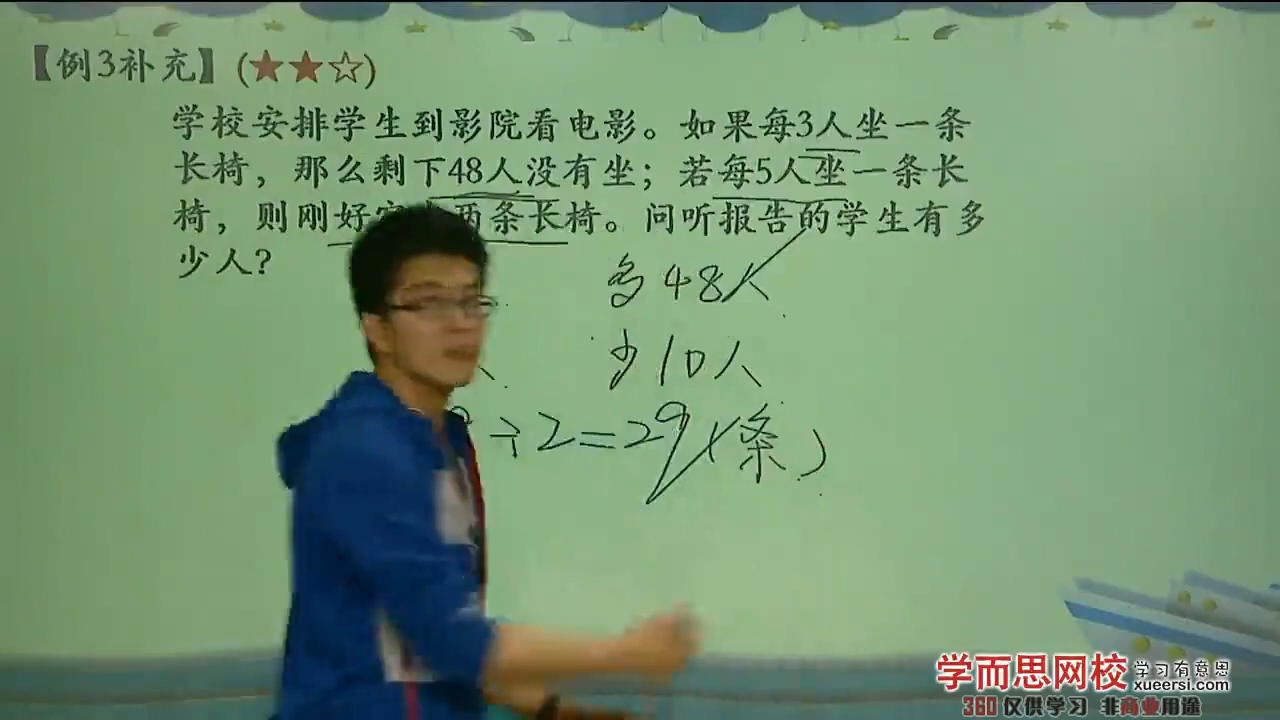 【例3补充】(★★☆)
学校安排学生到影院看电影。如果每3人坐一条
长椅，那么剩下48人没有坐；若每5人坐一条长
椅，则刚好 两条长椅。问听报告的学生有多
少人?
多48人
少10人
÷2=29(条)
学而思网校 学习有意思
xueersi.com
360仅供学习 非商业用途